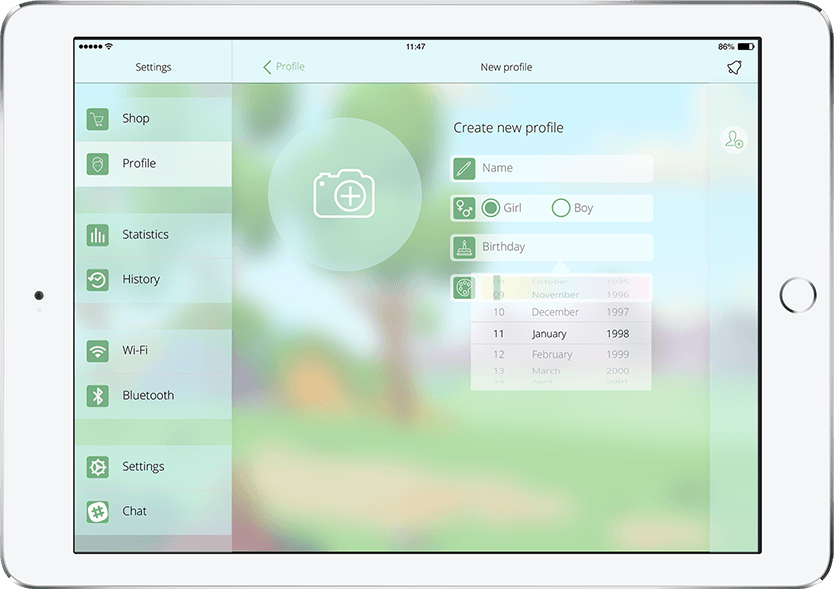 11:47
86%
Settings
Profile
New profile
Shop
Profile
Statistics
History
Wi-Fi
Bluetooth
Settings
Chat
Create new profile
Name
Girl
Boy
Birthday
October 1995
09 November 1996
10 December 1997
11 January 1998
12 February 1999
13 March 2000
14 April 2001